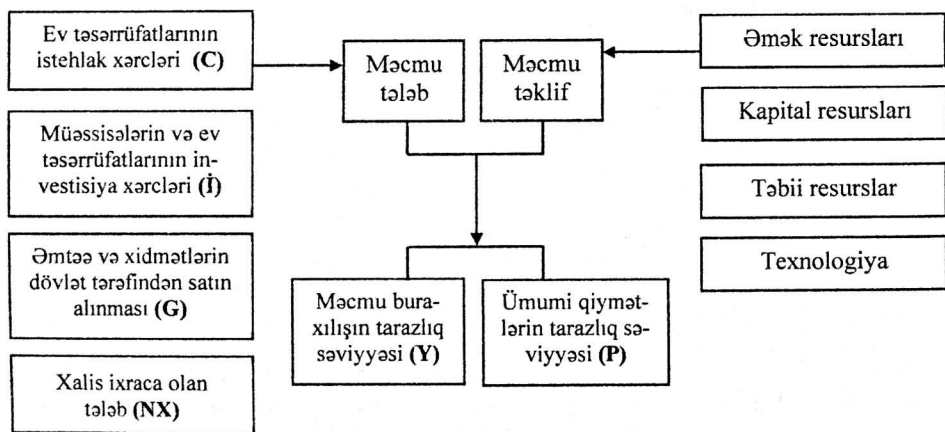 Ev təsərrüfatlarının
istehlak xərcləri (C)
Müəssisələrin və ev
təsərrüfatlarının in-
vestisiya xərcləri (İ)
Əmtəə və xidmətlərin
dövlət tərəfindən satın
alınması (G)
Xalis ixraca olan
tələb (NX)
Məcmu
tələb
Məcmu
təklif
Məcmu bura-
xılışın tarazlıq
səviyyəsi (Y)
Ümumi qiymət-
lərin tarazlıq sə-
viyyəsi (P)
Əmək resursları
Kapital resursları
Təbii resurslar
Texnologiya